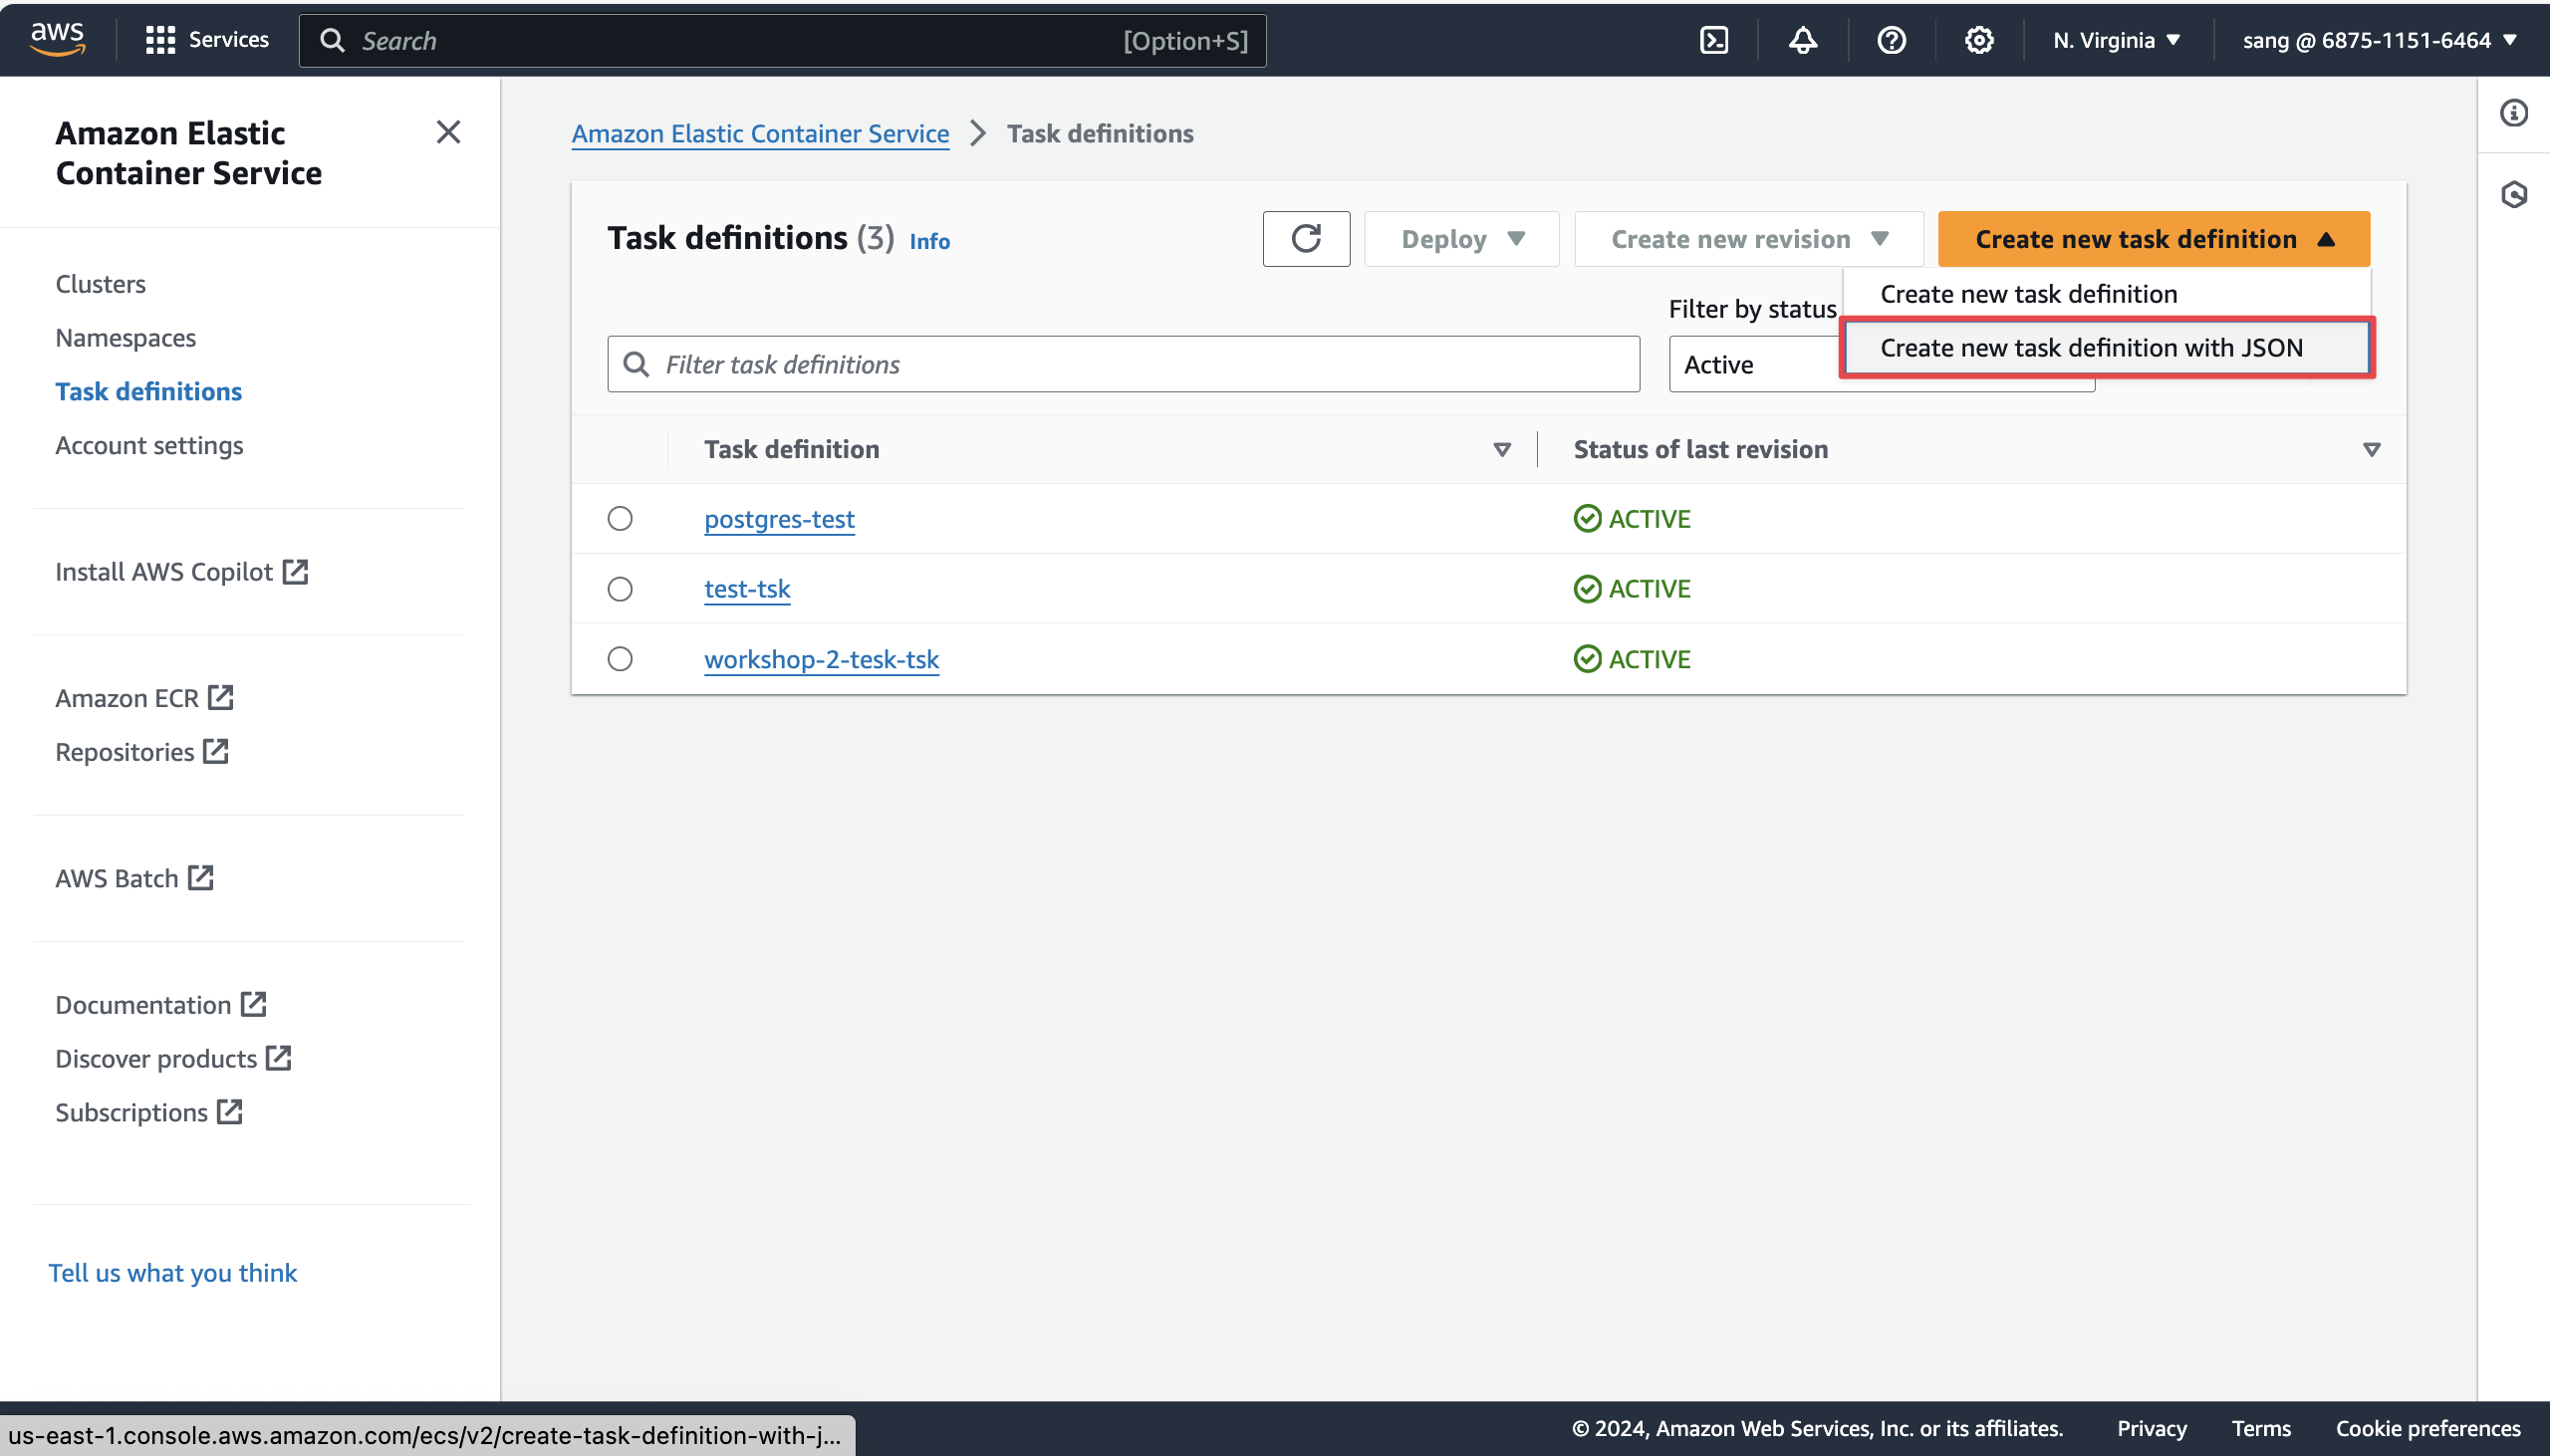 aws
Services
Search
[Option+S]
N. Virginia
sang @ 6875-1151-6464
Amazon Elastic
Container Service
Clusters
Namespaces
Task definitions
Account settings
Install AWS Copilot
Amazon ECR
Repositories
AWS Batch
Documentation
Discover products
Subscriptions
Tell us what you think
Amazon Elastic Container Service
Task definitions
Task definitions (3) Info
Deploy
Create new revision
Create new task definition
Create new task definition
Create new task definition with JSON
Filter by status
Filter task definitions
Active
Task definition
Status of last revision
postgres-test
ACTIVE
test-tsk
ACTIVE
workshop-2-tesk-tsk
ACTIVE
us-east-1.console.aws.amazon.com/ecs/v2/create-task-definition-with-j...
© 2024, Amazon Web Services, Inc. or its affiliates.
Privacy
Terms
Cookie preferences